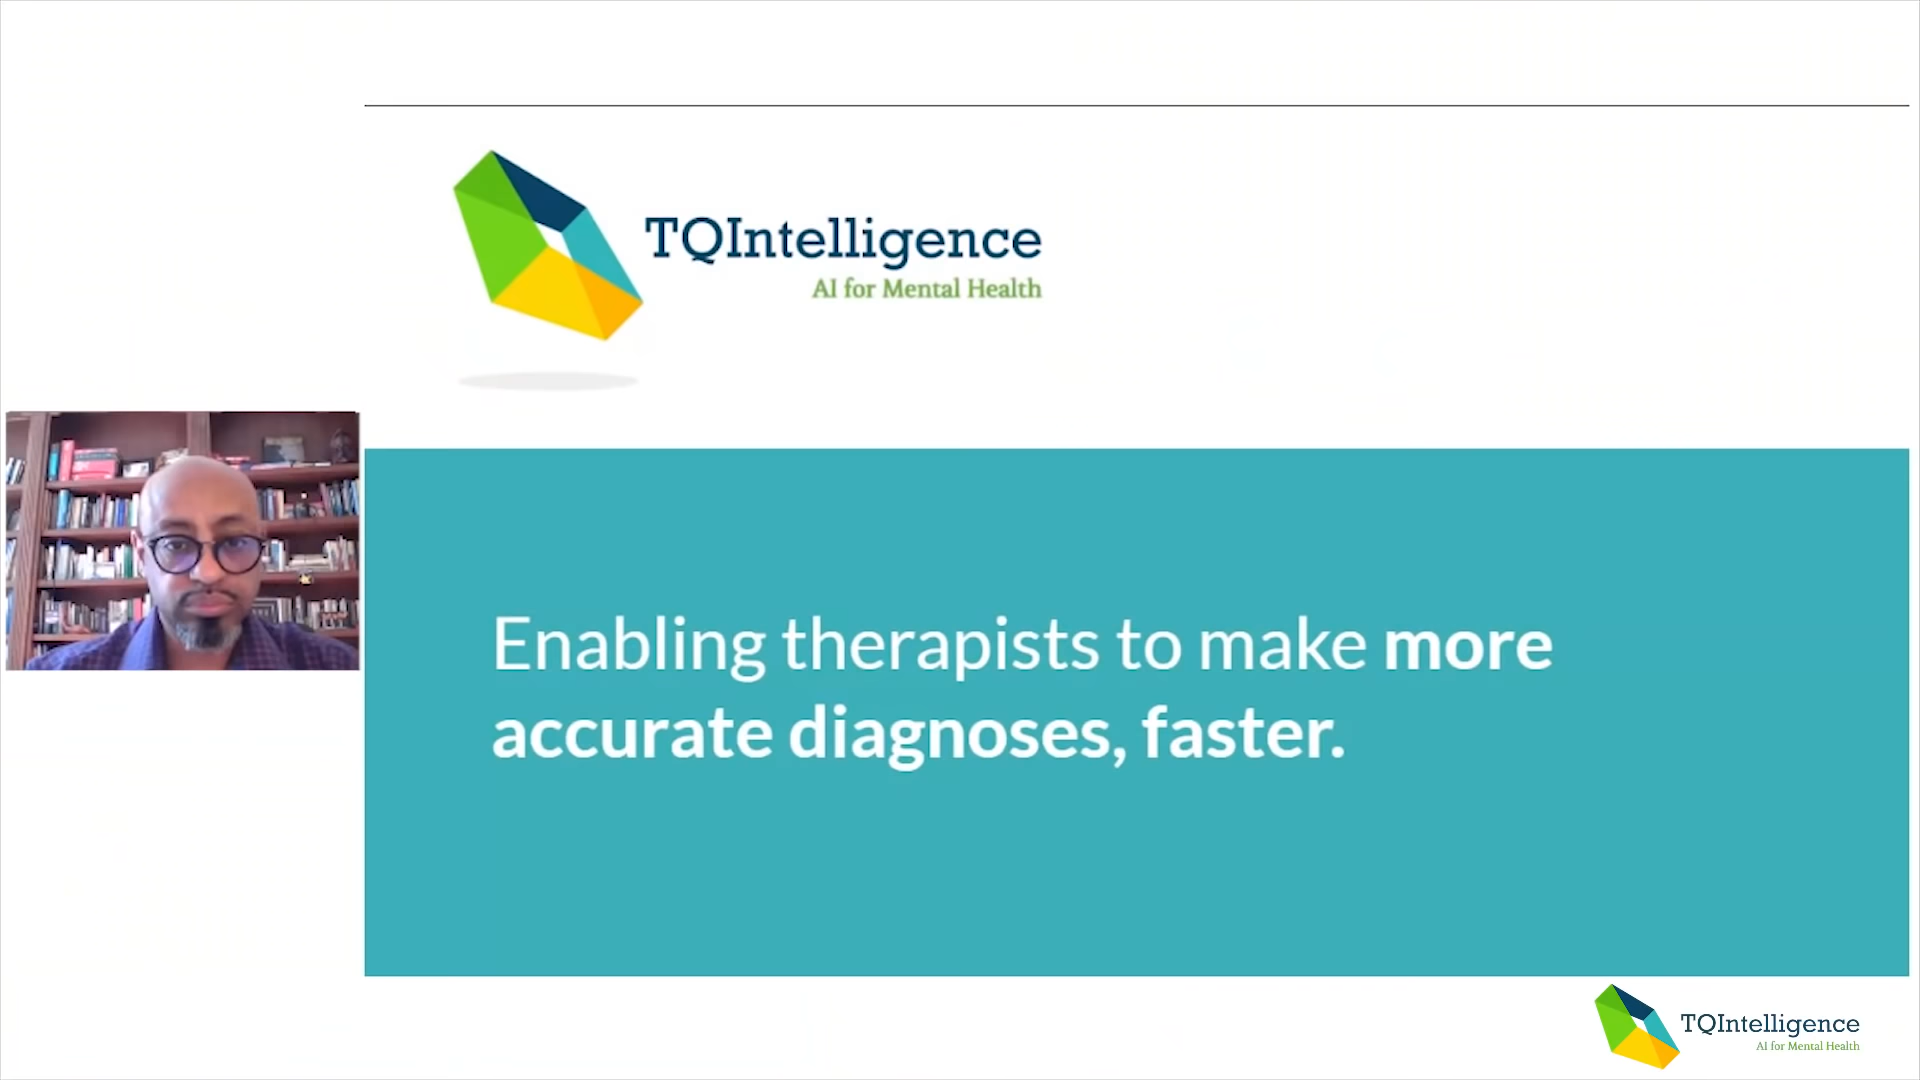 TQIntelligence
AI for Mental Health
Enabling therapists to make more
accurate diagnoses, faster.
TQIntelligence
AI for Mental Health